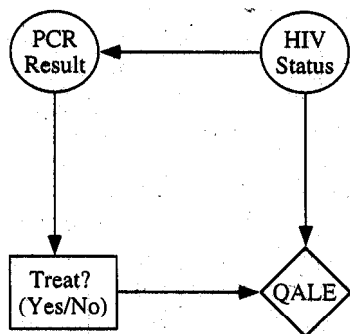 PCR
Result
HIV
Status
Treat?
(Yes/No)
QALE